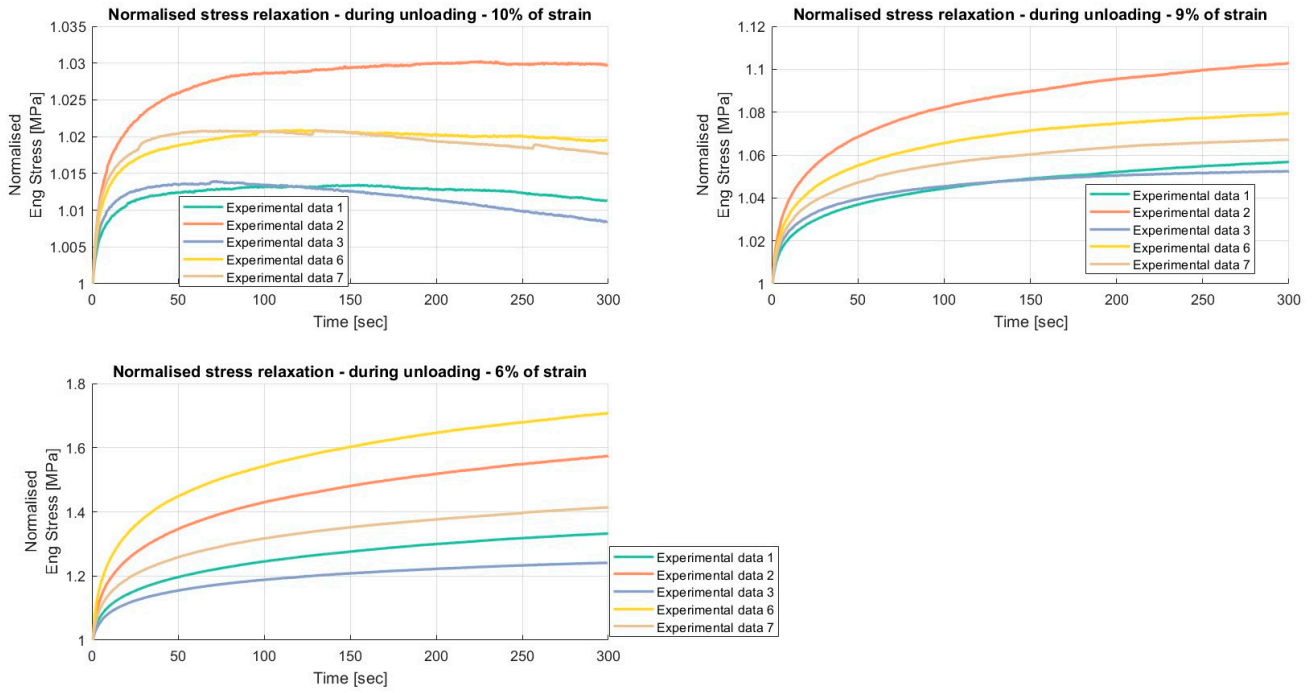 Normalised stress relaxation - during unloading - 10% of strain
1.035
1.03
1.025
1.02
1.015
1.01
1.005
1
Normalised
Eng Stress [MPa]
Experimental data 1
Experimental data 2
Experimental data 3
Experimental data 6
Experimental data 7
0 50 100 150 200 250 300
Time [sec]
Normalised stress relaxation - during unloading - 9% of strain
1.12
1.1
1.08
1.06
1.04
1.02
1
Normalised
Eng Stress [MPa]
Experimental data 1
Experimental data 2
Experimental data 3
Experimental data 6
Experimental data 7
0 50 100 150 200 250 300
Time [sec]
Normalised stress relaxation - during unloading - 6% of strain
1.8
1.6
1.4
1.2
1
Normalised
Eng Stress [MPa]
Experimental data 1
Experimental data 2
Experimental data 3
Experimental data 6
Experimental data 7
0 50 100 150 200 250 300
Time [sec]